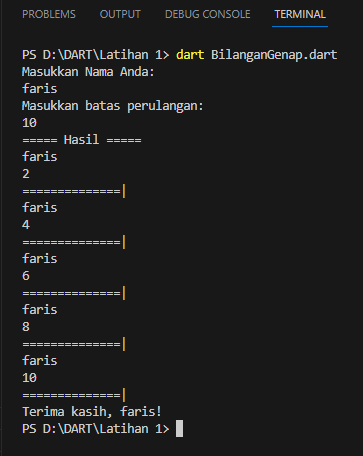 PROBLEMS OUTPUT DEBUG CONSOLE TERMINAL
PS D:\DART\Latihan 1> dart BilanganGenap.dart
Masukkan Nama Anda:
faris
Masukkan batas perulangan:
10
===== Hasil =====
faris
2
==============|
faris
4
==============|
faris
6
==============|
faris
8
==============|
faris
10
==============|
Terima kasih, faris!
PS D:\DART\Latihan 1>